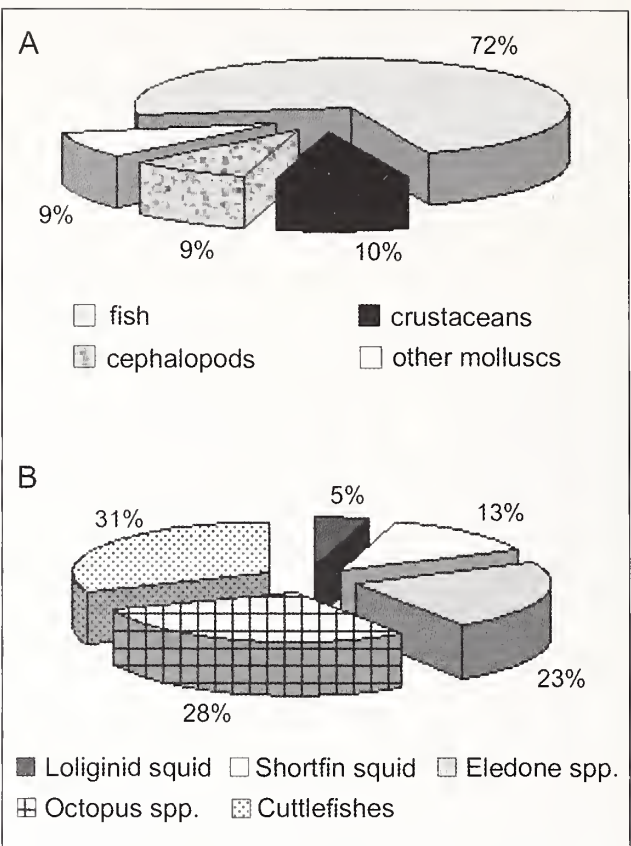 A
72%
9%
9%
10%
fish
crustaceans
cephalopods
other molluscs
B
5%
31%
13%
23%
28%
Loliginid squid Shortfin squid Eledone spp.
Octopus spp. Cuttlefishes